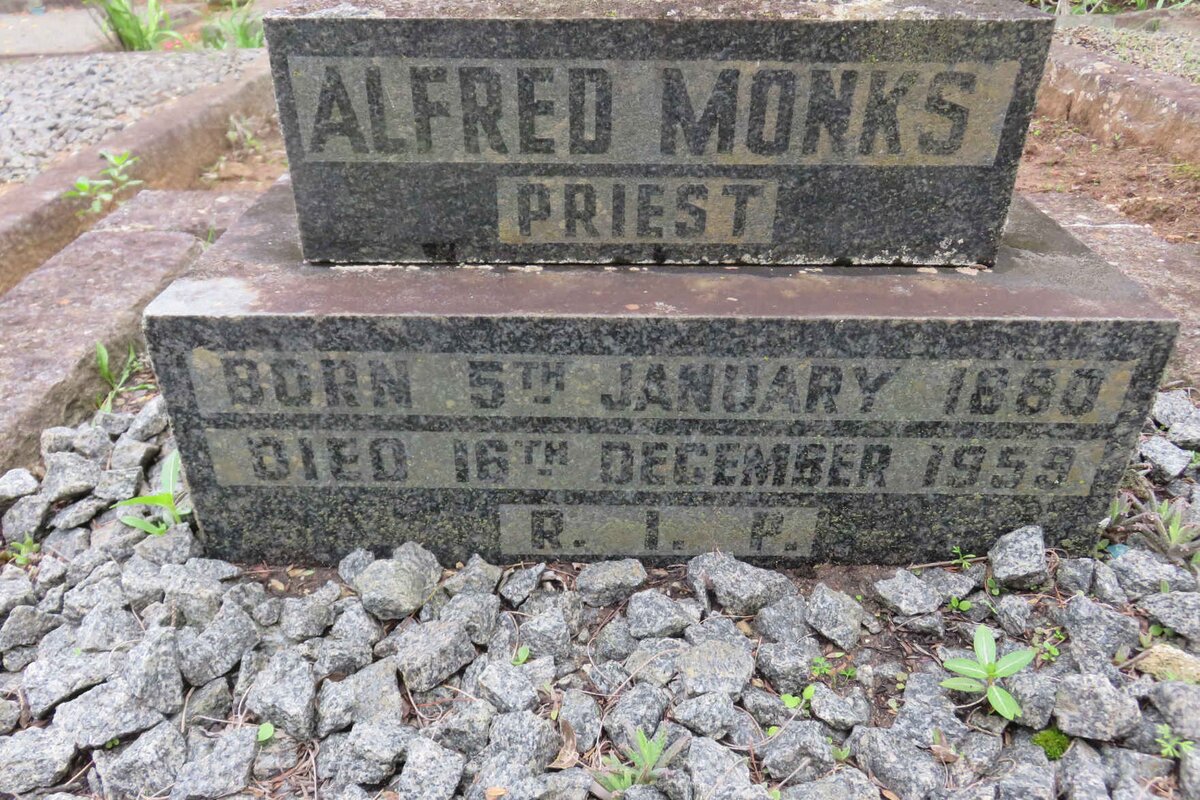 ALFRED MONKS
PRIEST
BORN 5TH JANUARY 1880
DIED 16TH DECEMBER 1953
R. I. P.